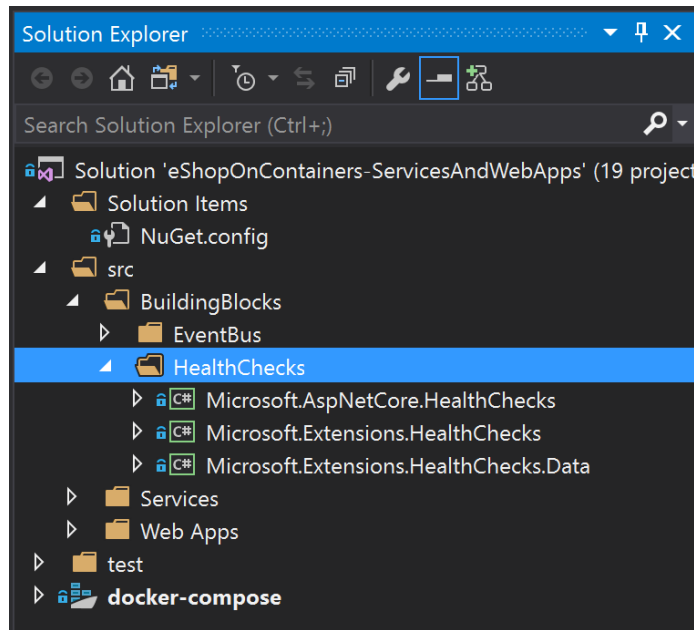 Solution Explorer
Search Solution Explorer (Ctrl+;)
Solution 'eShopOnContainers-ServicesAndWebApps' (19 project
Solution Items
NuGet.config
src
BuildingBlocks
EventBus
HealthChecks
C# Microsoft.AspNetCore.HealthChecks
C# Microsoft.Extensions.HealthChecks
C# Microsoft.Extensions.HealthChecks.Data
Services
Web Apps
test
docker-compose